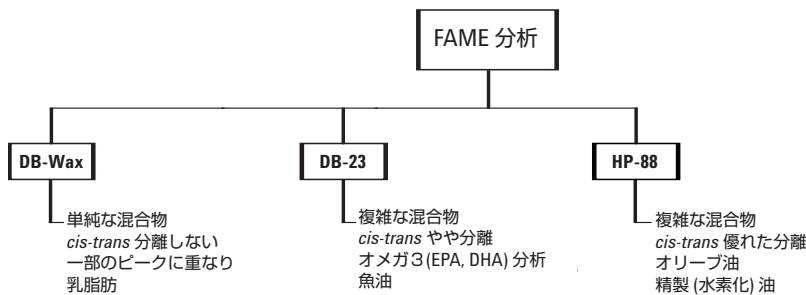 FAME 分析
DB-Wax
単純な混合物
cis-trans 分離しない
一部のピークに重なり
乳脂肪
DB-23
複雑な混合物
cis-trans やや分離
オメガ3(EPA, DHA) 分析
魚油
HP-88
複雑な混合物
cis-trans 優れた分離
オリーブ油
精製 (水素化) 油